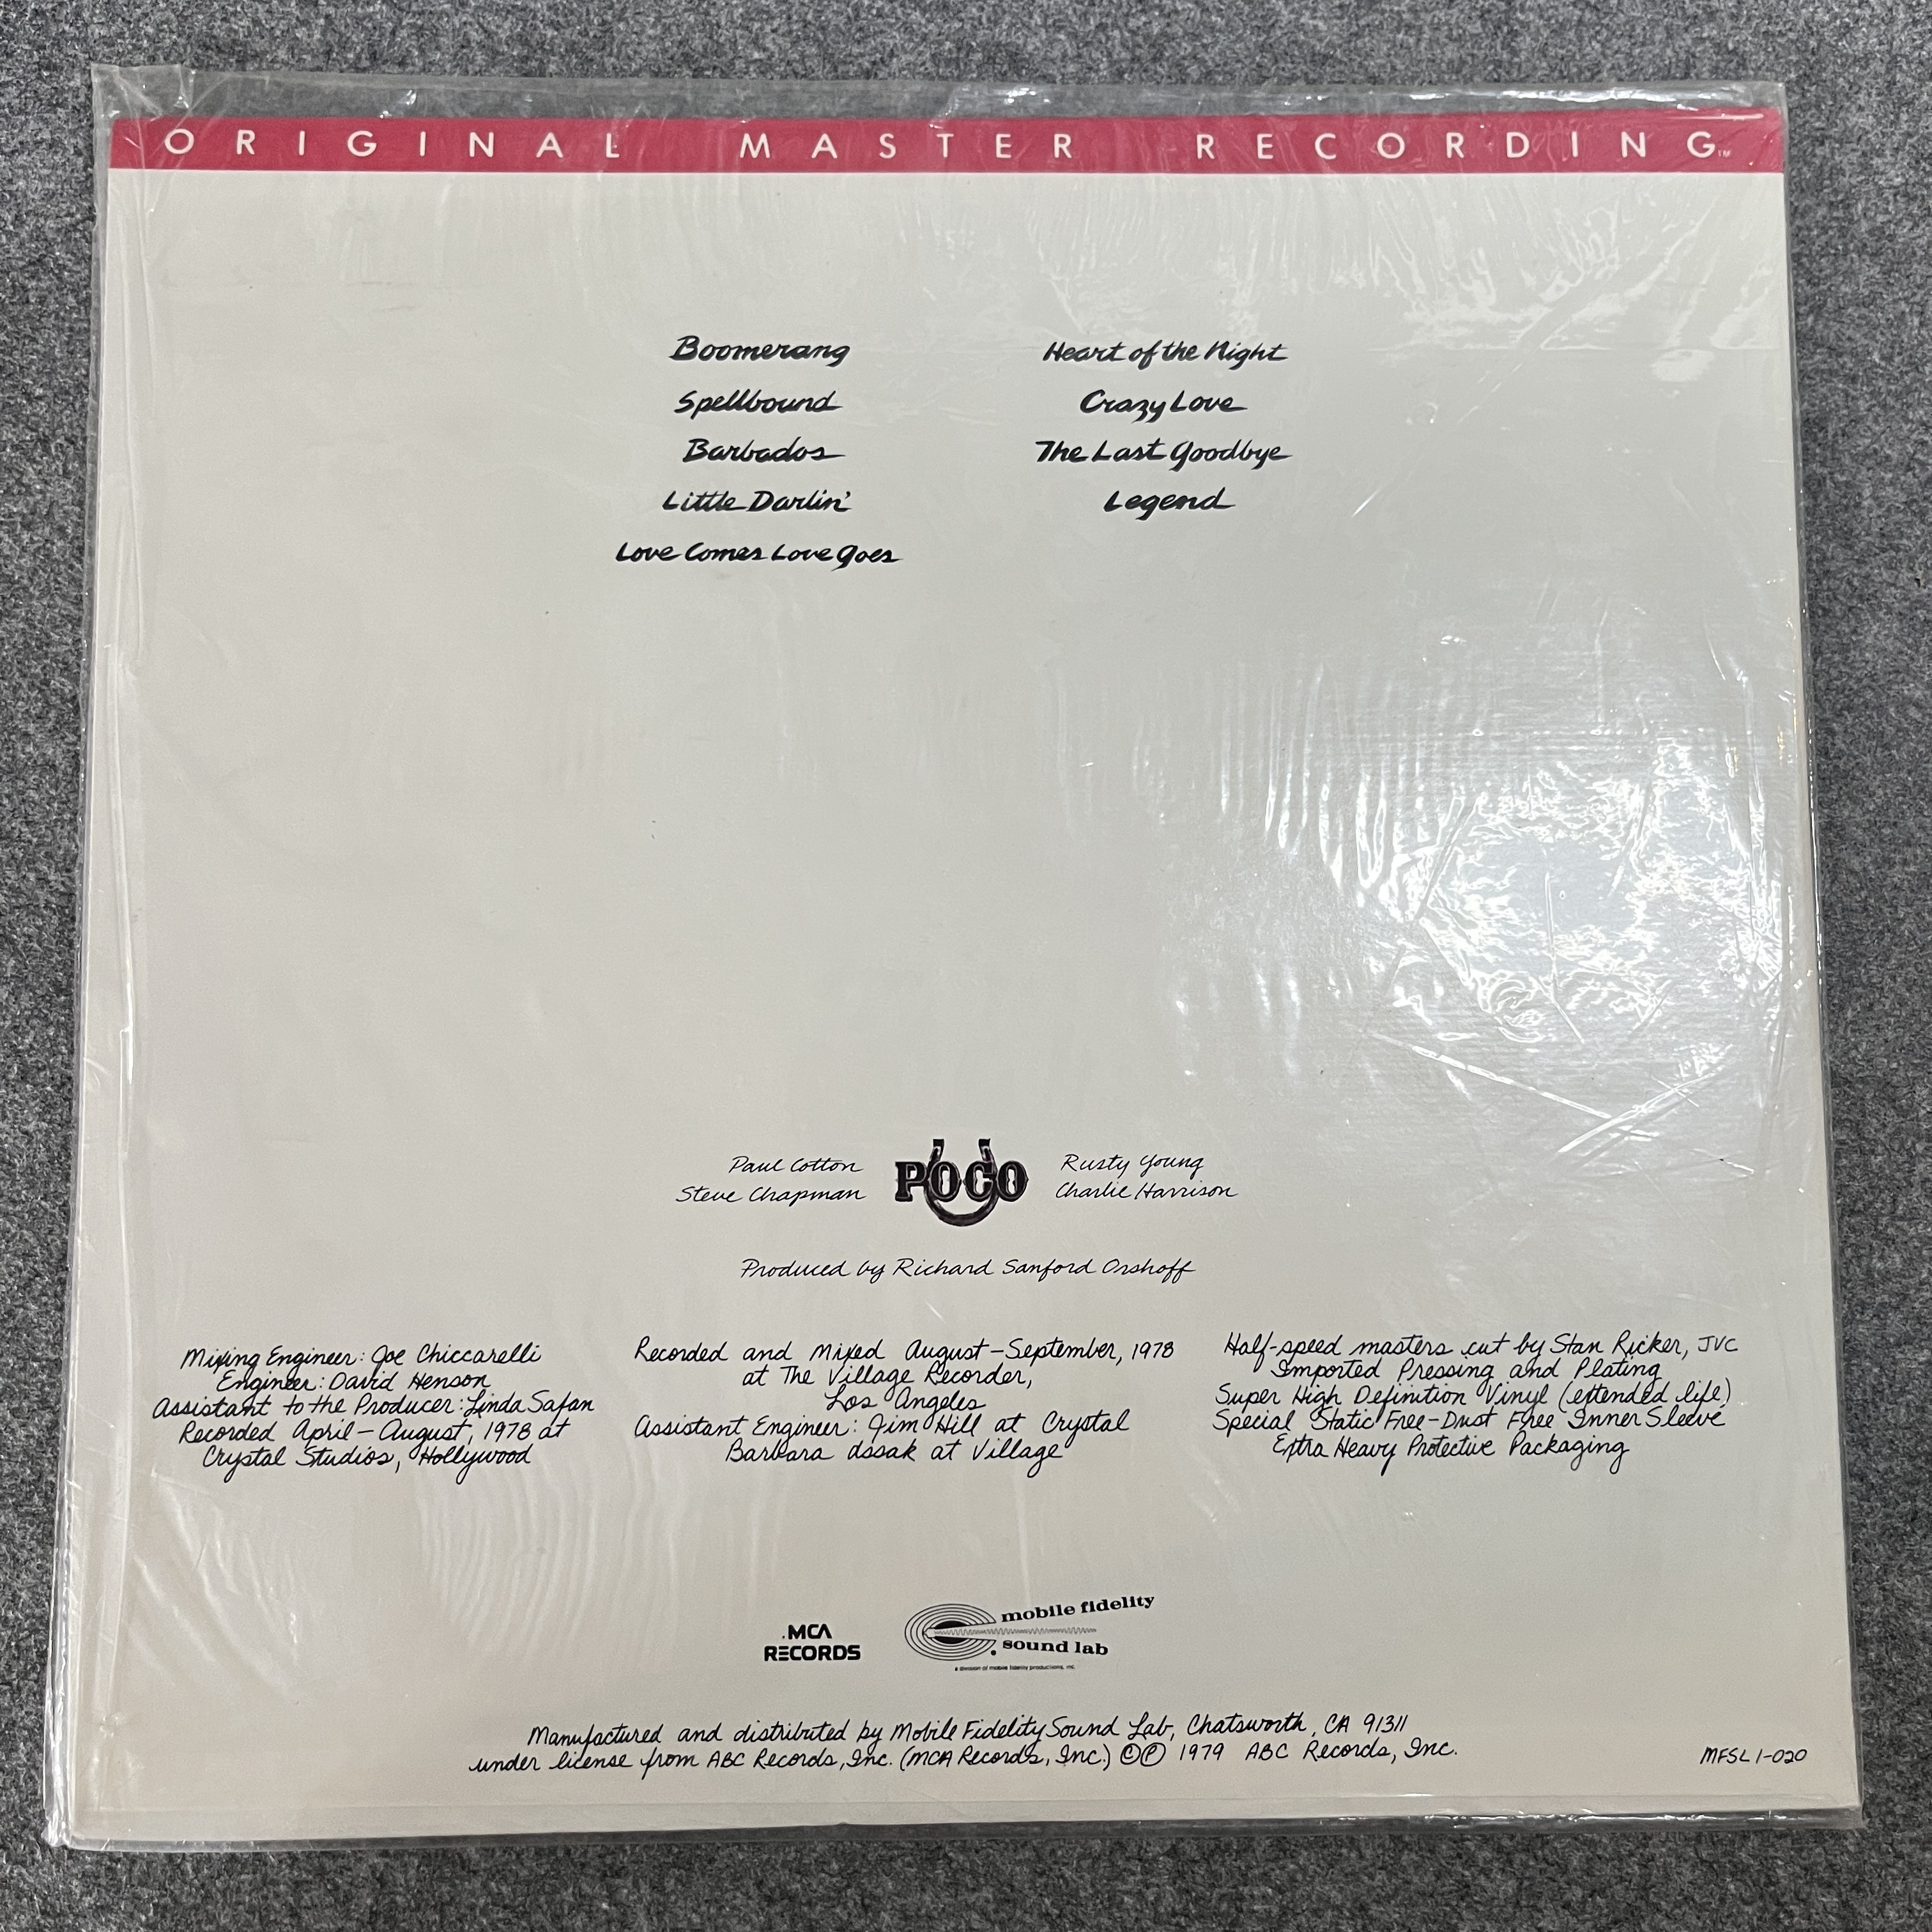 ORIGINAL MASTER RECORDING™
Boomerang
Spellbound
Barbados
Little Darlin'
Love Comes Love Goes
Heart of the Night
Crazy Love
The Last Goodbye
Legend
Paul Cotton
Steve Chapman
POCO
Rusty Young
Charlie Harrison
Produced by Richard Sanford Orshoff
Mixing Engineer: Joe Chiccarelli
Engineer: David Henson
Assistant to the Producer: Linda Safan
Recorded April-August, 1978 at
Crystal Studios, Hollywood
Recorded and Mixed August-September, 1978
at The Village Recorder,
Los Angeles
Assistant Engineer: Jim Hill at Crystal
Barbara Issak at Village
Half-speed masters cut by Stan Ricker, JVC
Imported Pressing and Plating
Super High Definition Vinyl (extended life)
Special Static Free-Dust Free Inner Sleeve
Extra Heavy Protective Packaging
MCA
RECORDS
mobile fidelity
sound lab
a division of mobile fidelity productions, inc.
Manufactured and distributed by Mobile Fidelity Sound Lab, Chatsworth, CA 91311
under license from ABC Records, Inc. (MCA Records, Inc.) ©℗ 1979 ABC Records, Inc.
MFSL 1-020